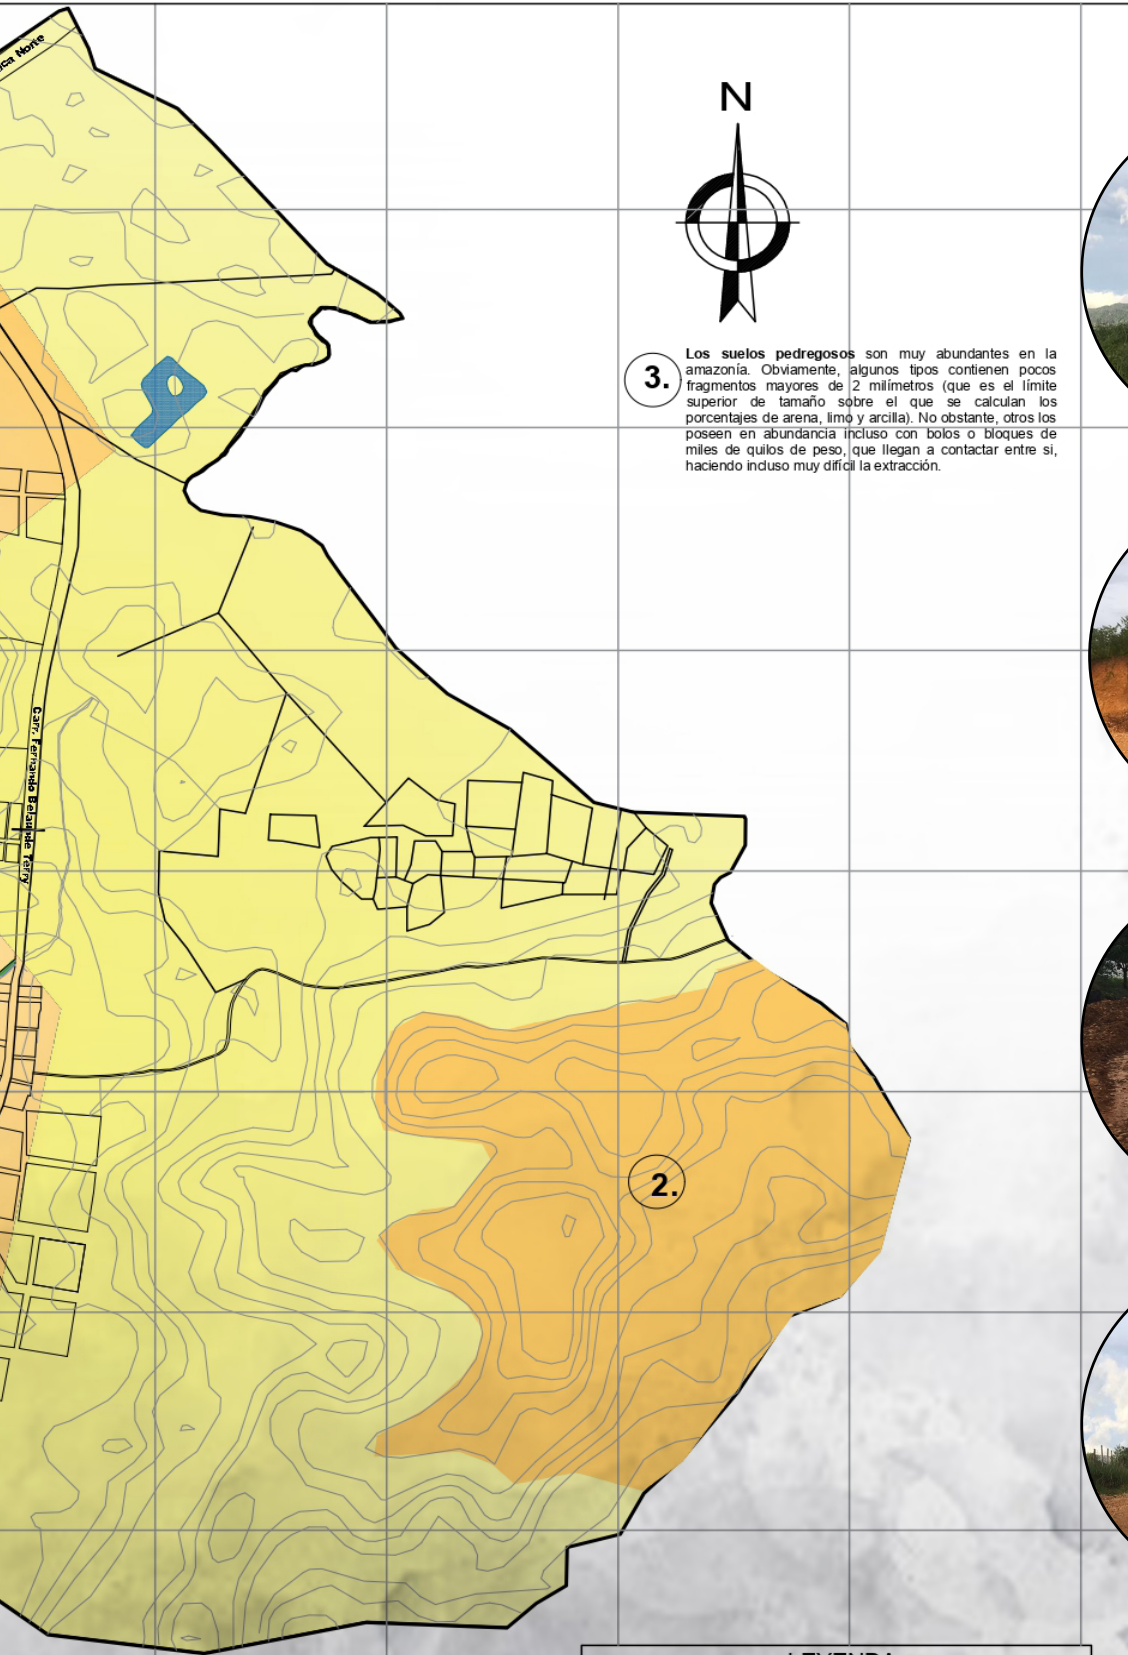 ca Norte
N
3.
Los suelos pedregosos son muy abundantes en la
amazonía. Obviamente, algunos tipos contienen pocos
fragmentos mayores de 2 milímetros (que es el límite
superior de tamaño sobre el que se calculan los
porcentajes de arena, limo y arcilla). No obstante, otros los
poseen en abundancia incluso con bolos o bloques de
miles de quilos de peso, que llegan a contactar entre si,
haciendo incluso muy difícil la extracción.
Carr. Fernando Belaunde Terry
2.
LEYENDA